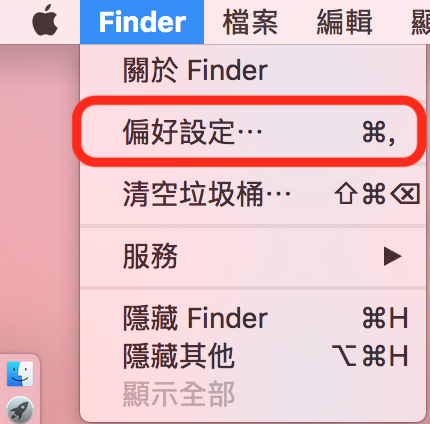 Finder 檔案 編輯
關於 Finder
偏好設定⋯ ⌘,
清空垃圾桶⋯ ⇧⌘⌫
服務 ▶
隱藏 Finder ⌘H
隱藏其他 ⌥⌘H
顯示全部